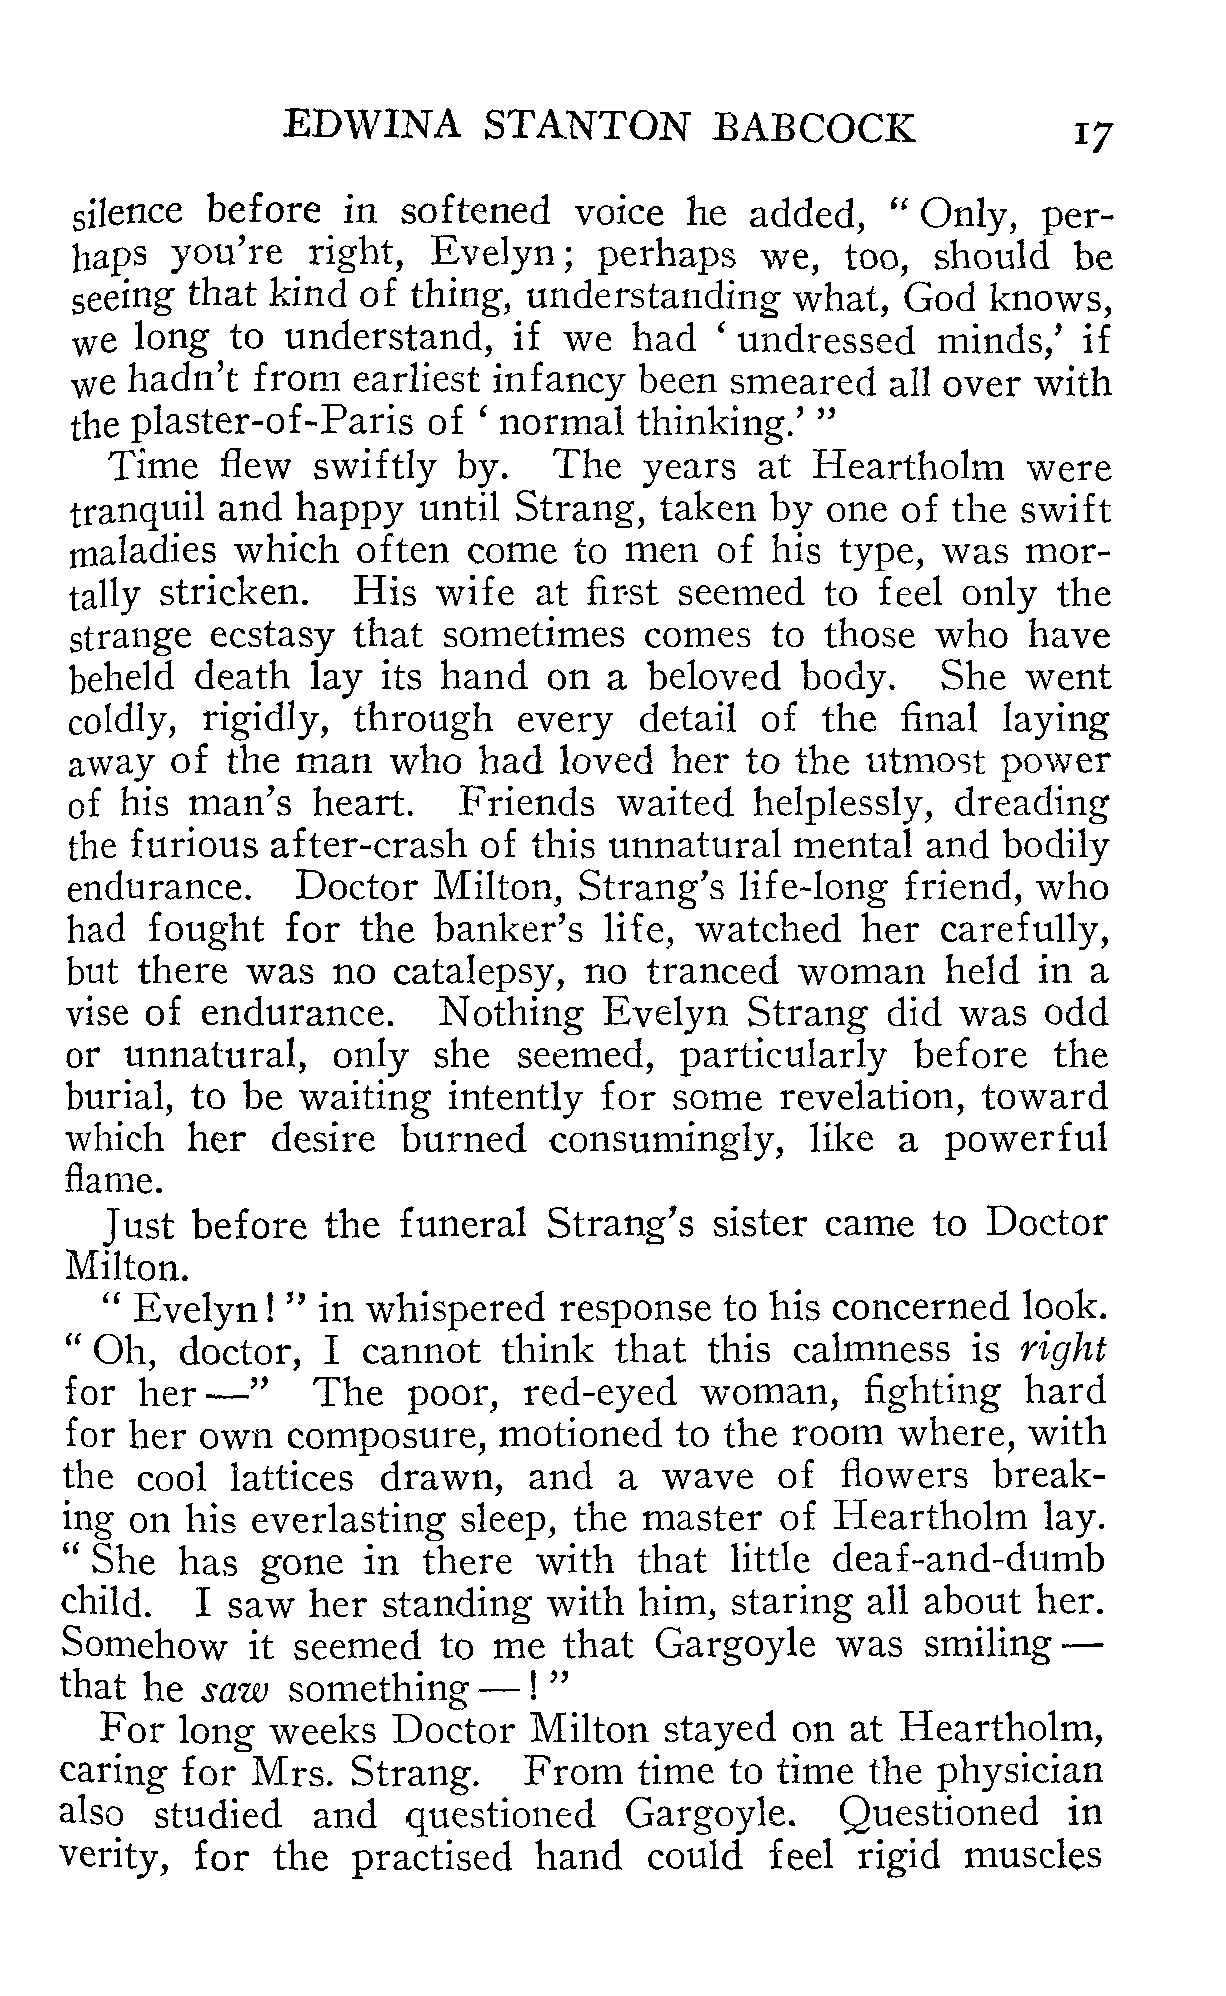 EDWINA STANTON BABCOCK 17
silence before in softened voice he added, " Only, per-
haps you're right, Evelyn; perhaps we, too, should be
seeing that kind of thing, understanding what, God knows,
we long to understand, if we had ' undressed minds,' if
we hadn't from earliest infancy been smeared all over with
the plaster-of-Paris of ' normal thinking.' "
Time flew swiftly by. The years at Heartholm were
tranquil and happy until Strang, taken by one of the swift
maladies which often come to men of his type, was mor-
tally stricken. His wife at first seemed to feel only the
strange ecstasy that sometimes comes to those who have
beheld death lay its hand on a beloved body. She went
coldly, rigidly, through every detail of the final laying
away of the man who had loved her to the utmost power
of his man's heart. Friends waited helplessly, dreading
the furious after-crash of this unnatural mental and bodily
endurance. Doctor Milton, Strang's life-long friend, who
had fought for the banker's life, watched her carefully,
but there was no catalepsy, no tranced woman held in a
vise of endurance. Nothing Evelyn Strang did was odd
or unnatural, only she seemed, particularly before the
burial, to be waiting intently for some revelation, toward
which her desire burned consumingly, like a powerful
flame.
Just before the funeral Strang's sister came to Doctor
Milton.
" Evelyn! " in whispered response to his concerned look.
" Oh, doctor, I cannot think that this calmness is right
for her —" The poor, red-eyed woman, fighting hard
for her own composure, motioned to the room where, with
the cool lattices drawn, and a wave of flowers break-
ing on his everlasting sleep, the master of Heartholm lay.
" She has gone in there with that little deaf-and-dumb
child. I saw her standing with him, staring all about her.
Somehow it seemed to me that Gargoyle was smiling —
that he saw something — ! "
For long weeks Doctor Milton stayed on at Heartholm,
caring for Mrs. Strang. From time to time the physician
also studied and questioned Gargoyle. Questioned in
verity, for the practised hand could feel rigid muscles